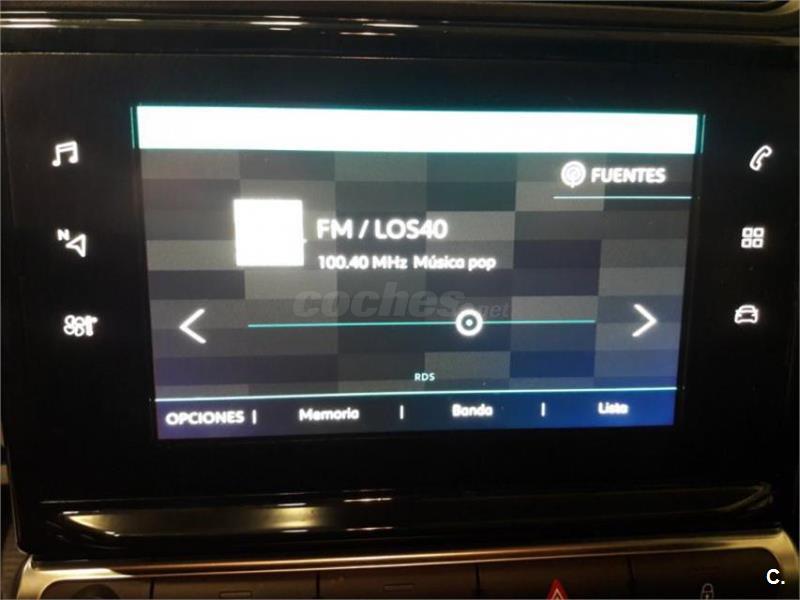 FUENTES
FM / LOS40
100.40 MHz Música pop
coches.net
N
RDS
OPCIONES | Memoria | Banda | Lista
C.